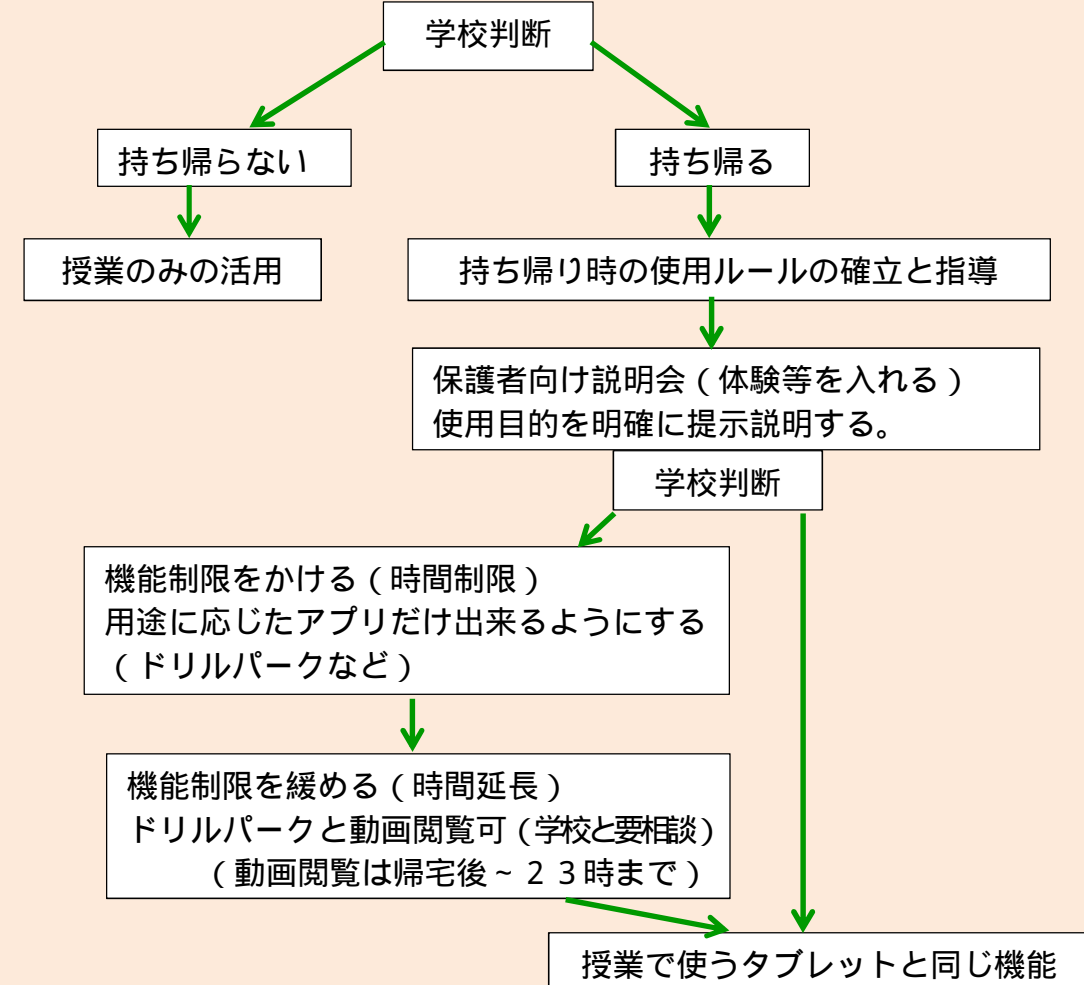 学校判断
持ち帰らない
持ち帰る
授業のみの活用
持ち帰り時の使用ルールの確立と指導
保護者向け説明会(体験等を入れる)
使用目的を明確に提示説明する。
学校判断
機能制限をかける(時間制限)
用途に応じたアプリだけ出来るようにする
(ドリルパークなど)
機能制限を緩める(時間延長)
ドリルパークと動画閲覧可(学校と要相談)
(動画閲覧は帰宅後~23時まで)
授業で使うタブレットと同じ機能